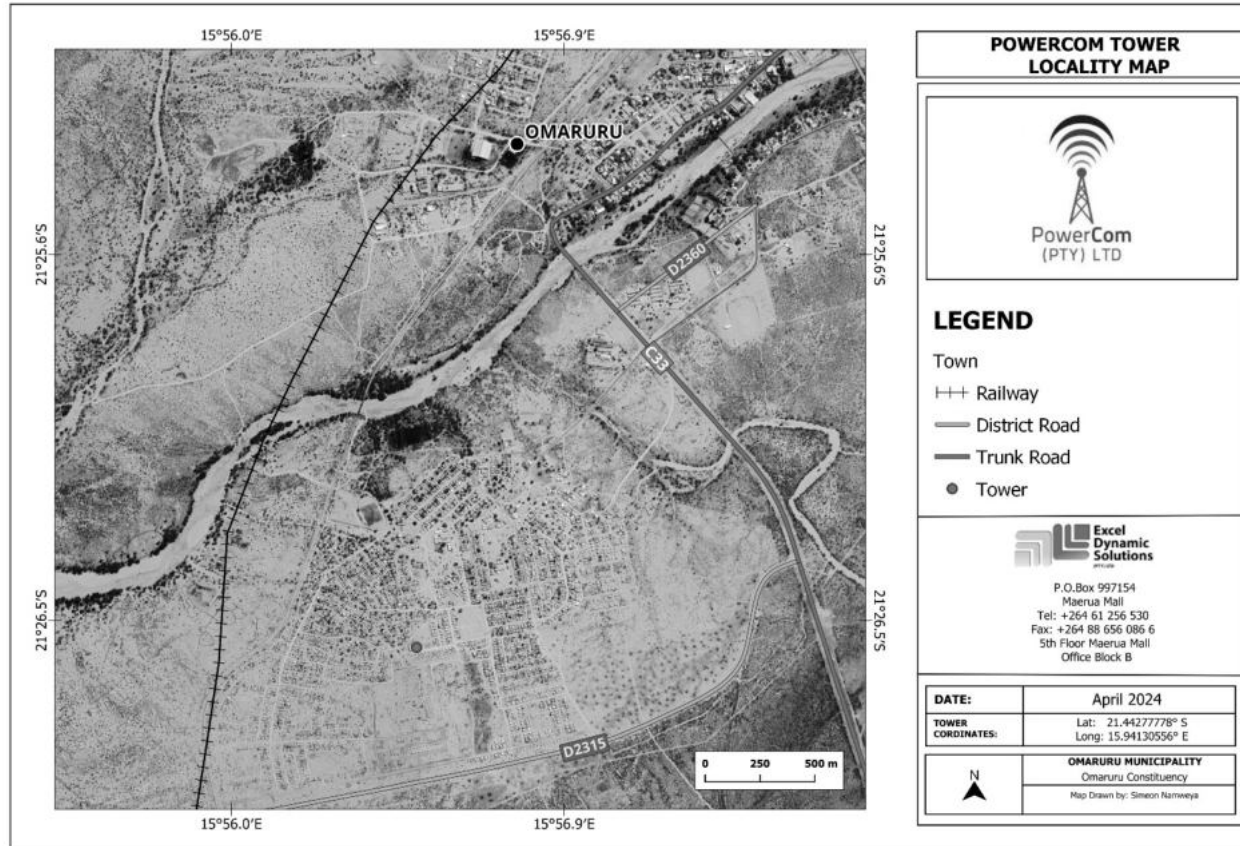 POWERCOM TOWER
LOCALITY MAP
15°56.0'E
15°56.9'E
OMARURU
21°25.6'S
21°25.6'S
D2360
C33
21°26.5'S
21°26.5'S
D2315
0 250 500 m
15°56.0'E
15°56.9'E
PowerCom
(PTY) LTD
LEGEND
Town
Railway
District Road
Trunk Road
Tower
Excel
Dynamic
Solutions
P.O.Box 997154
Maerua Mall
Tel: +264 61 256 530
Fax: +264 88 656 086 6
5th Floor Maerua Mall
Office Block B
DATE: April 2024
TOWER
CORDINATES:
Lat: 21.44277778° S
Long: 15.94130556° E
N
OMARURU MUNICIPALITY
Omaruru Constituency
Map Drawn by: Simeon Namweya